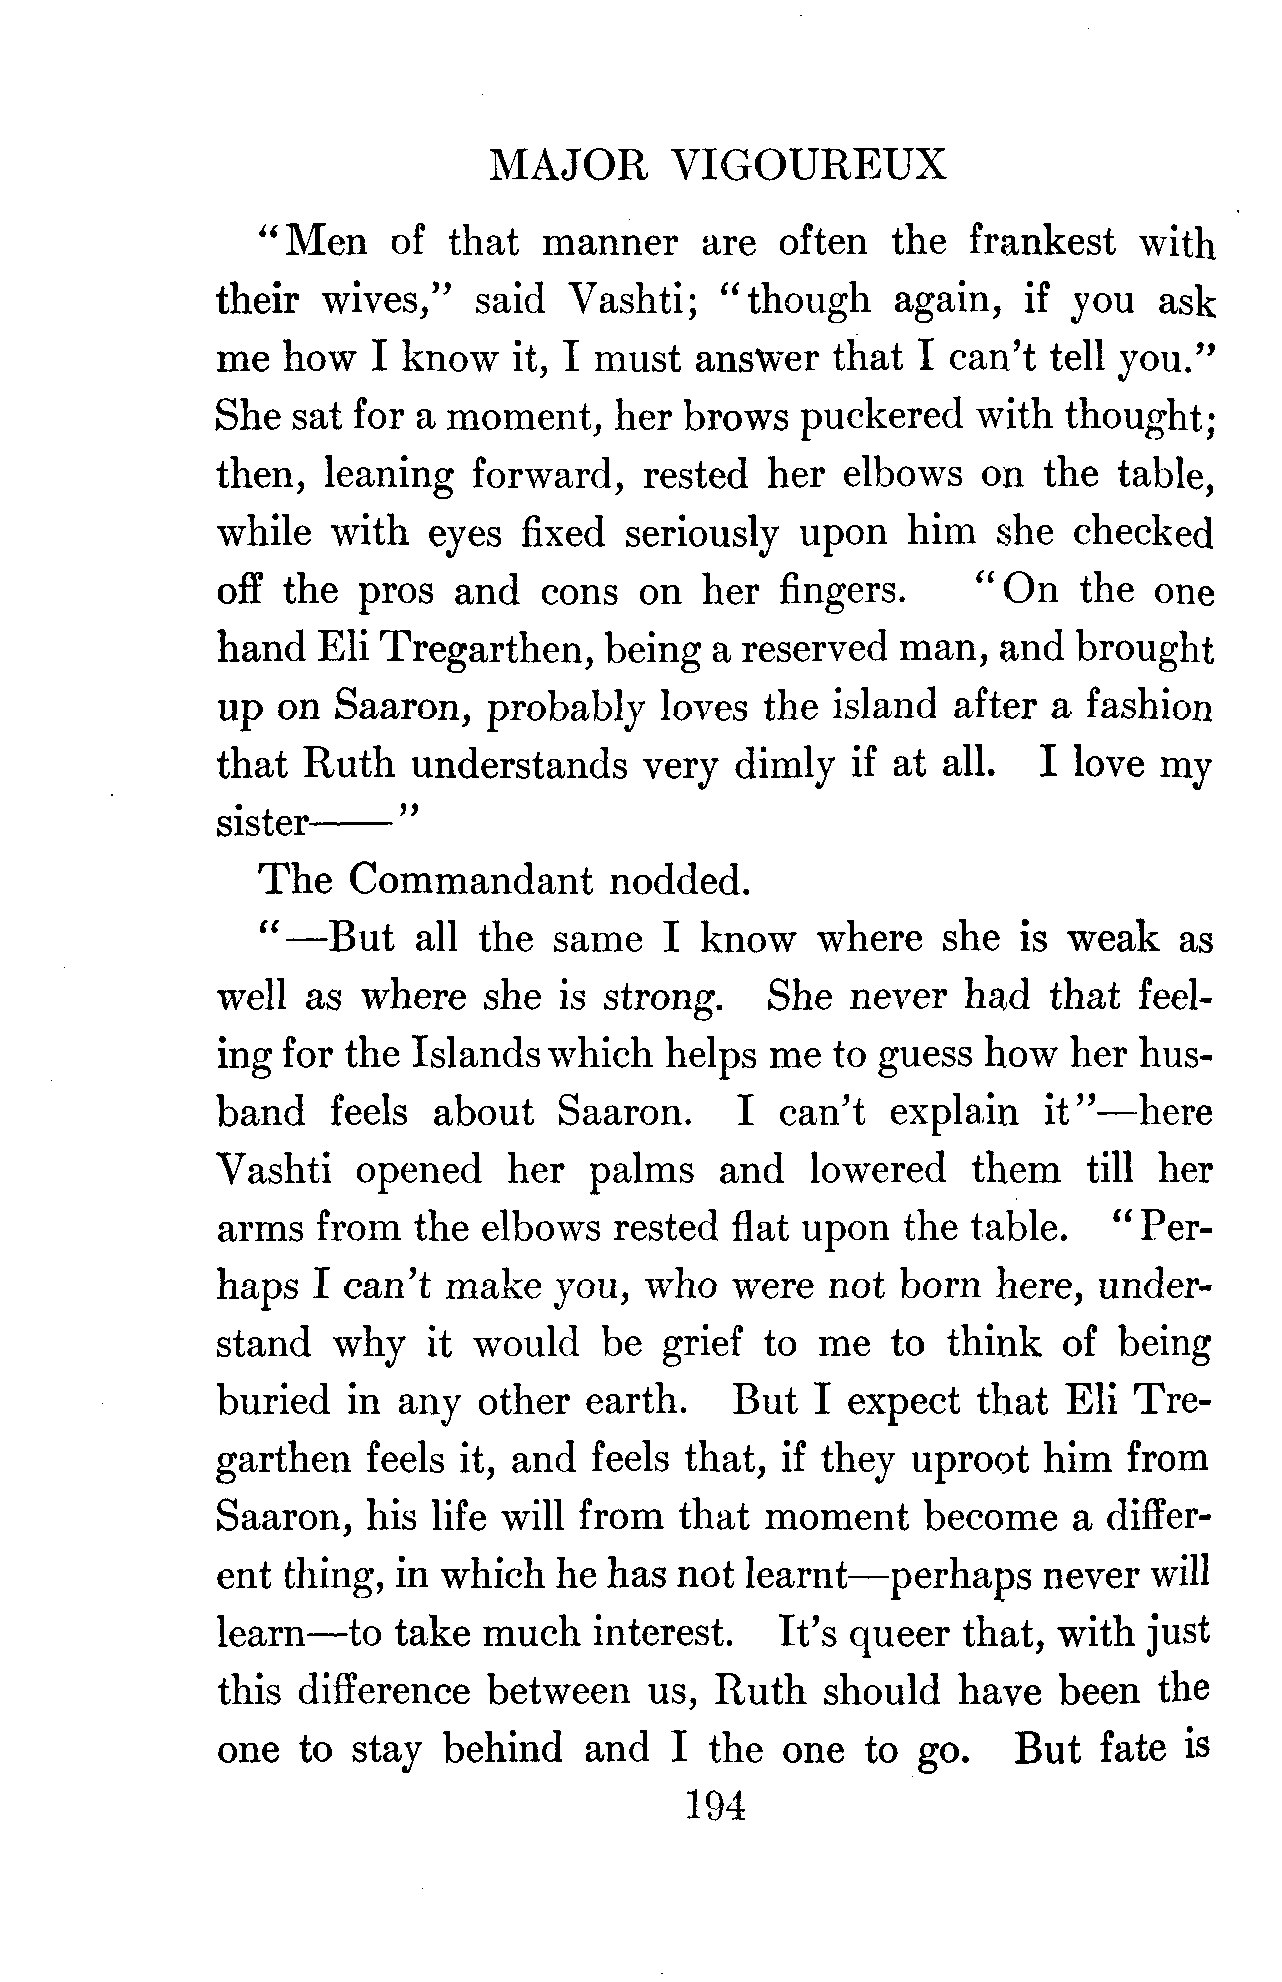 MAJOR VIGOUREUX
"Men of that manner are often the frankest with
their wives," said Vashti; "though again, if you ask
me how I know it, I must answer that I can't tell you."
She sat for a moment, her brows puckered with thought;
then, leaning forward, rested her elbows on the table,
while with eyes fixed seriously upon him she checked
off the pros and cons on her fingers. "On the one
hand Eli Tregarthen, being a reserved man, and brought
up on Saaron, probably loves the island after a fashion
that Ruth understands very dimly if at all. I love my
sister——"
The Commandant nodded.
"—But all the same I know where she is weak as
well as where she is strong. She never had that feel-
ing for the Islands which helps me to guess how her hus-
band feels about Saaron. I can't explain it"—here
Vashti opened her palms and lowered them till her
arms from the elbows rested flat upon the table. "Per-
haps I can't make you, who were not born here, under-
stand why it would be grief to me to think of being
buried in any other earth. But I expect that Eli Tre-
garthen feels it, and feels that, if they uproot him from
Saaron, his life will from that moment become a differ-
ent thing, in which he has not learnt—perhaps never will
learn—to take much interest. It's queer that, with just
this difference between us, Ruth should have been the
one to stay behind and I the one to go. But fate is
194